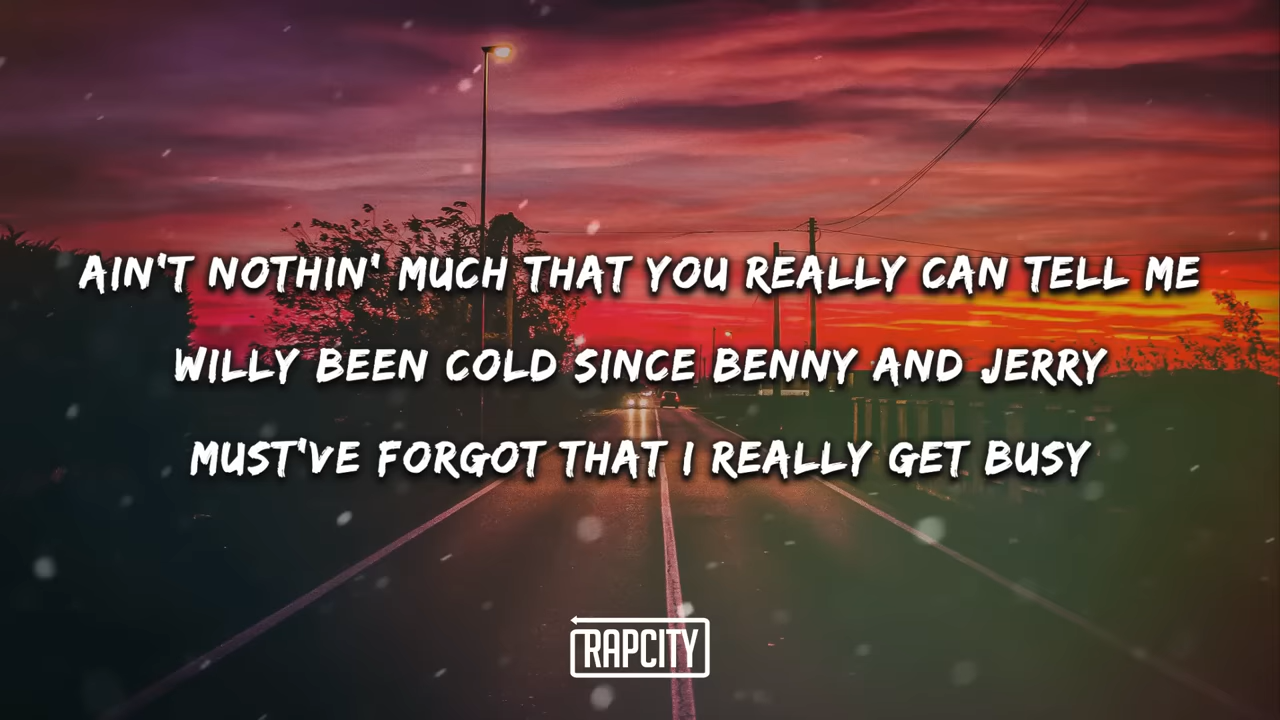 AIN'T NOTHIN' MUCH THAT YOU REALLY CAN TELL ME
WILLY BEEN COLD SINCE BENNY AND JERRY
MUST'VE FORGOT THAT I REALLY GET BUSY
RAPCITY